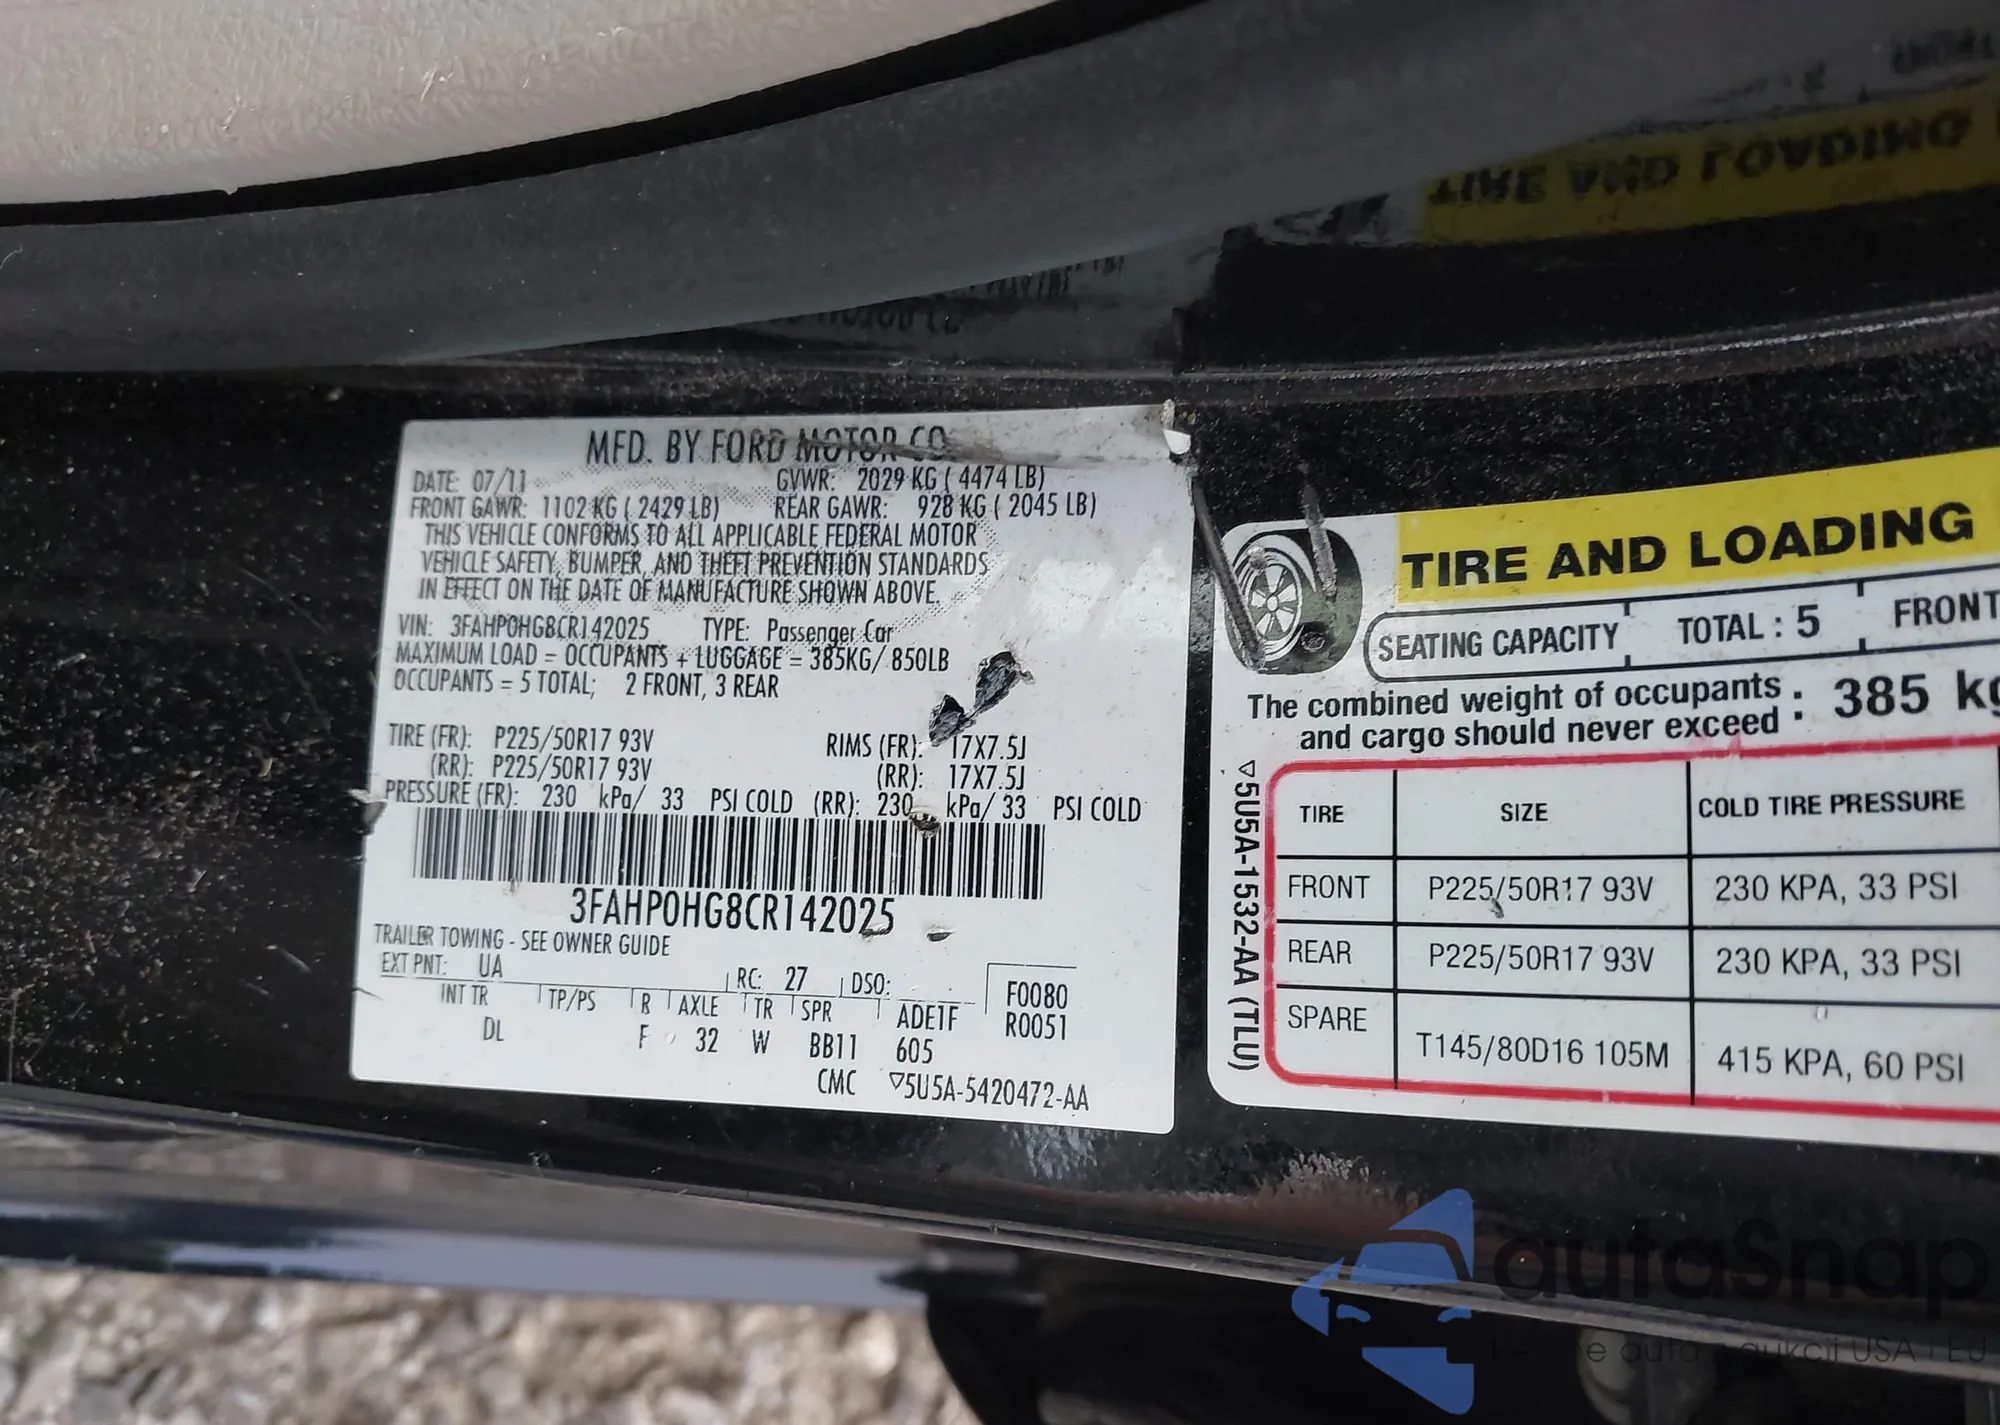 MFD. BY FORD MOTOR CO.
DATE: 07/11 GVWR: 2029 KG ( 4474 LB)
FRONT GAWR: 1102 KG ( 2429 LB) REAR GAWR: 928 KG ( 2045 LB)
THIS VEHICLE CONFORMS TO ALL APPLICABLE FEDERAL MOTOR
VEHICLE SAFETY, BUMPER, AND THEFT PREVENTION STANDARDS
IN EFFECT ON THE DATE OF MANUFACTURE SHOWN ABOVE.
VIN: 3FAHP0HG8CR142025 TYPE: Passenger Car
MAXIMUM LOAD = OCCUPANTS + LUGGAGE = 385KG/ 850LB
OCCUPANTS = 5 TOTAL; 2 FRONT, 3 REAR
TIRE (FR): P225/50R17 93V RIMS (FR): 17X7.5J
(RR): P225/50R17 93V (RR): 17X7.5J
PRESSURE (FR): 230 kPa/ 33 PSI COLD (RR): 230 kPa/ 33 PSI COLD
3FAHP0HG8CR142025
TRAILER TOWING - SEE OWNER GUIDE
EXT PNT: UA RC: 27 DSO:
INT TR TP/PS R AXLE TR SPR ADE1F F0080
DL F 32 W BB11 605 R0051
CMC ▽5U5A-5420472-AA
TIRE AND LOADING
SEATING CAPACITY TOTAL : 5 FRONT
The combined weight of occupants
and cargo should never exceed : 385 kg
▽5U5A-1532-AA (TLU)
TIRE SIZE COLD TIRE PRESSURE
FRONT P225/50R17 93V 230 KPA, 33 PSI
REAR P225/50R17 93V 230 KPA, 33 PSI
SPARE T145/80D16 105M 415 KPA, 60 PSI
TIRE AND LOADING
autaSnap
aukcji USA i EU